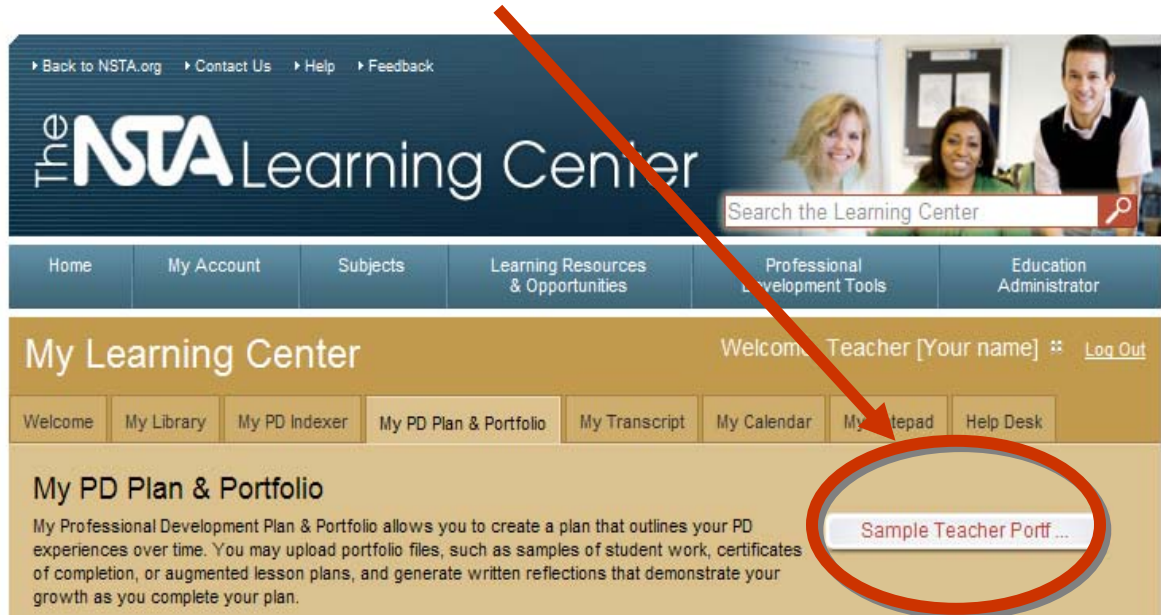 Back to NSTA.org Contact Us Help Feedback
The NSTA Learning Center
Search the Learning Center
Home My Account Subjects Learning Resources & Opportunities Professional Development Tools Education Administrator
My Learning Center
Welcome Teacher [Your name] Log Out
Welcome My Library My PD Indexer My PD Plan & Portfolio My Transcript My Calendar Help Desk
My PD Plan & Portfolio
My Professional Development Plan & Portfolio allows you to create a plan that outlines your PD
experiences over time. You may upload portfolio files, such as samples of student work, certificates
of completion, or augmented lesson plans, and generate written reflections that demonstrate your
growth as you complete your plan.
Sample Teacher Portf ...